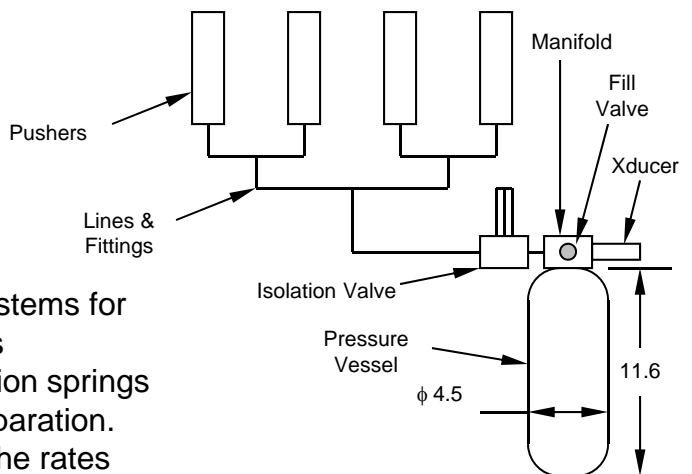 Manifold
Fill
Valve
Pushers
Xducer
Lines &
Fittings
Isolation Valve
Pressure
Vessel
11.6
ϕ 4.5
stems for
s
ion springs
paration.
he rates